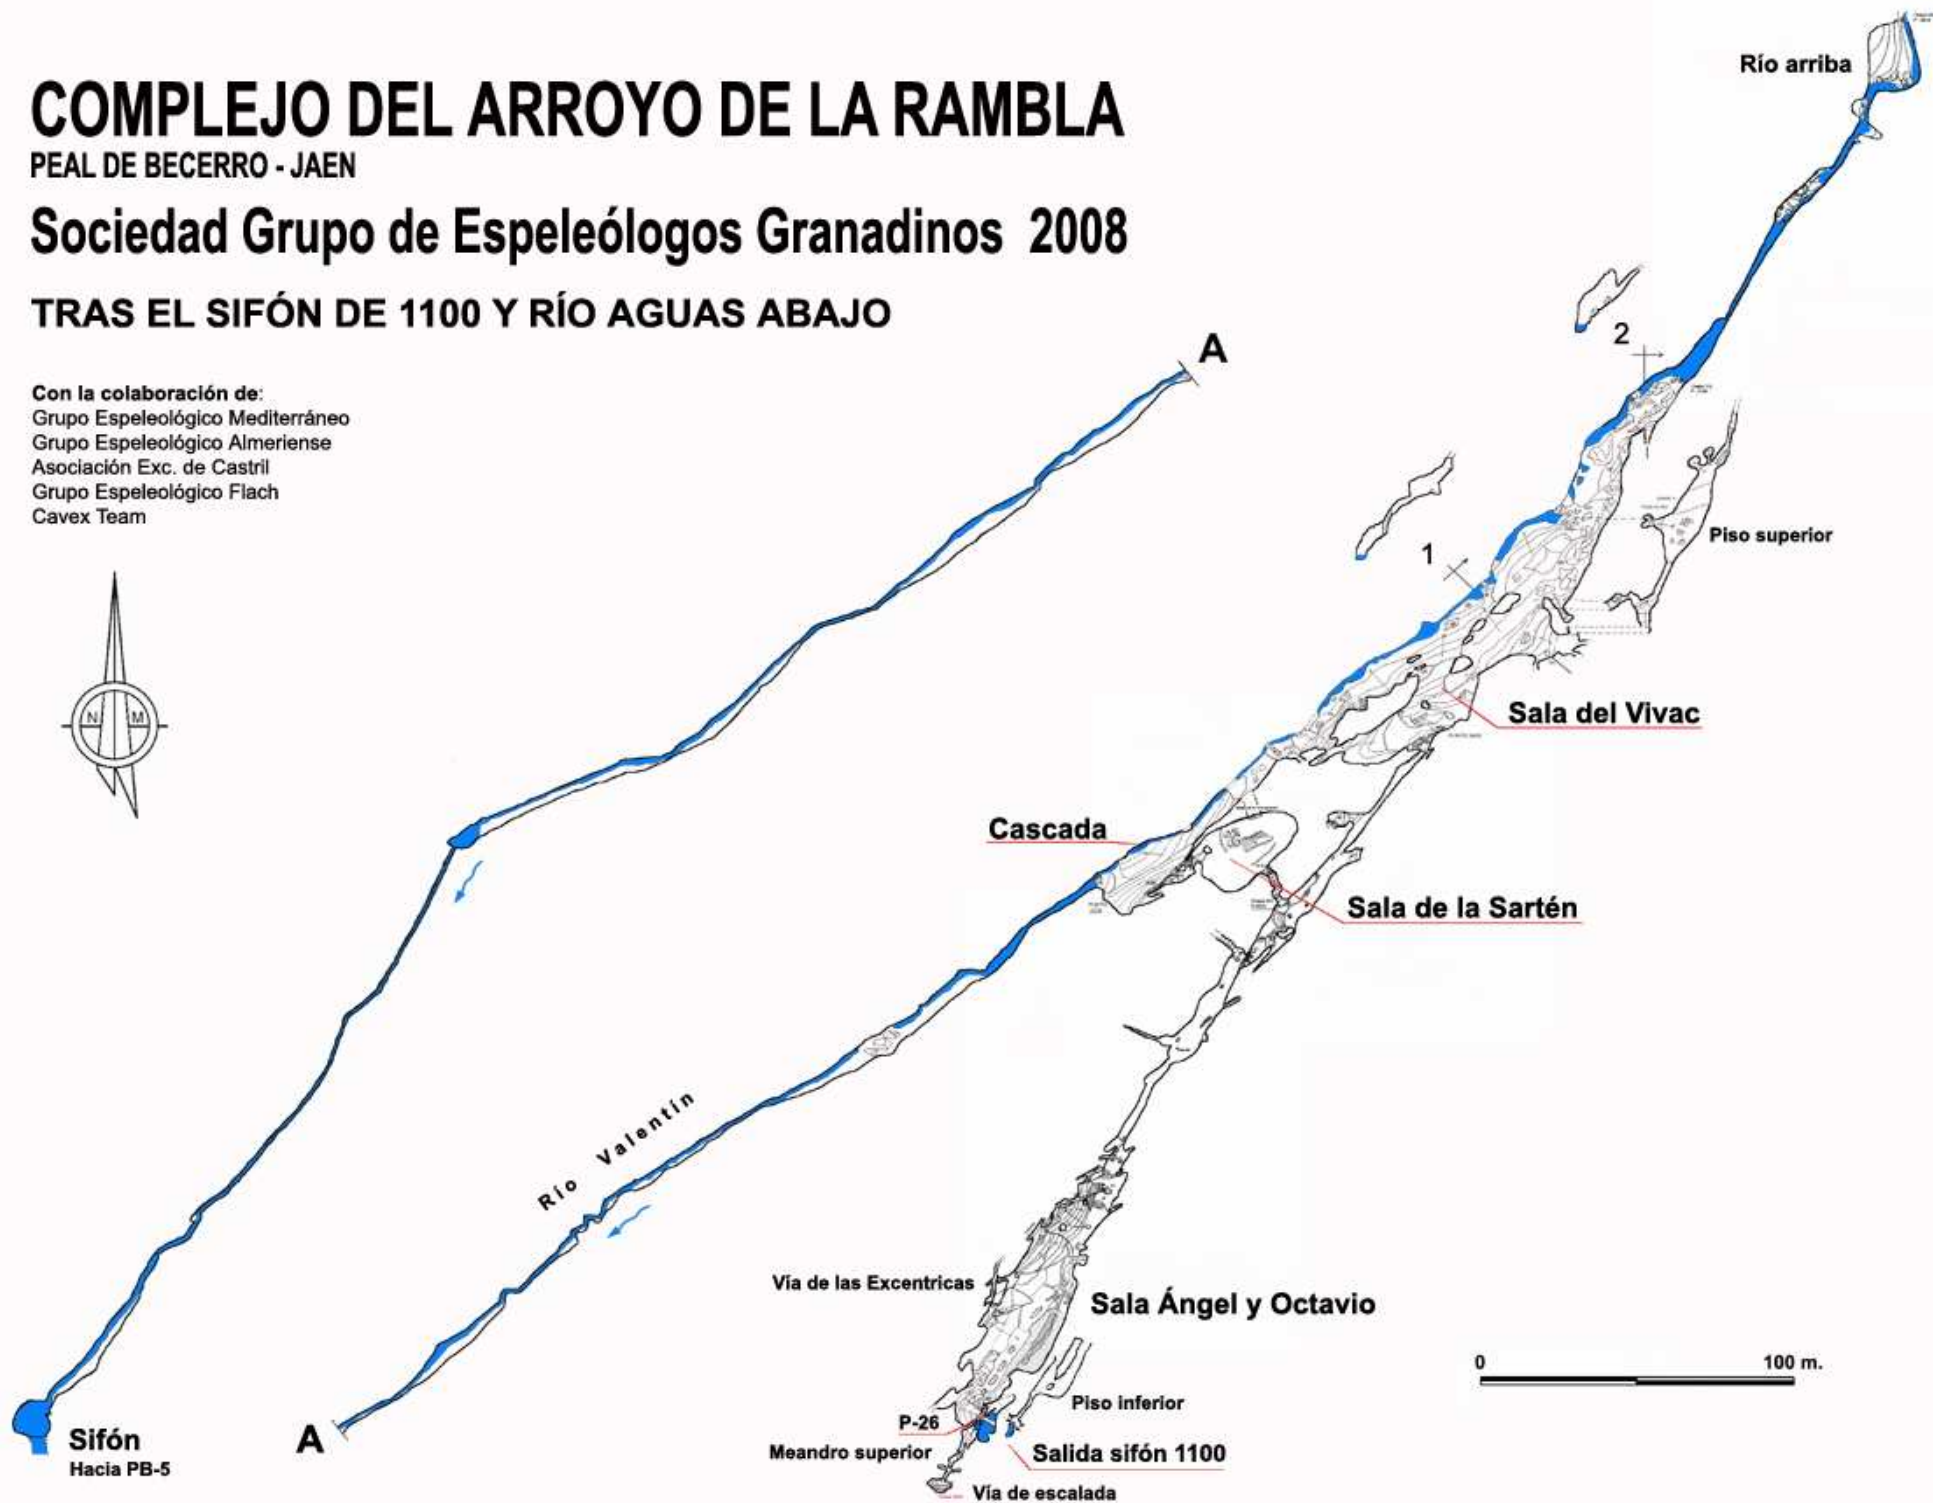 COMPLEJO DEL ARROYO DE LA RAMBLA
PEAL DE BECERRO - JAEN
Sociedad Grupo de Espeleólogos Granadinos 2008
TRAS EL SIFÓN DE 1100 Y RÍO AGUAS ABAJO
Con la colaboración de:
Grupo Espeleológico Mediterráneo
Grupo Espeleológico Almeriense
Asociación Exc. de Castril
Grupo Espeleológico Flach
Cavex Team
N M
Río arriba
2
A
1
Piso superior
Sala del Vivac
Cascada
Sala de la Sartén
Río Valentín
Vía de las Excentricas
Sala Ángel y Octavio
0 100 m.
Piso inferior
P-26
A
Sifón
Hacia PB-5
Meandro superior
Salida sifón 1100
Vía de escalada